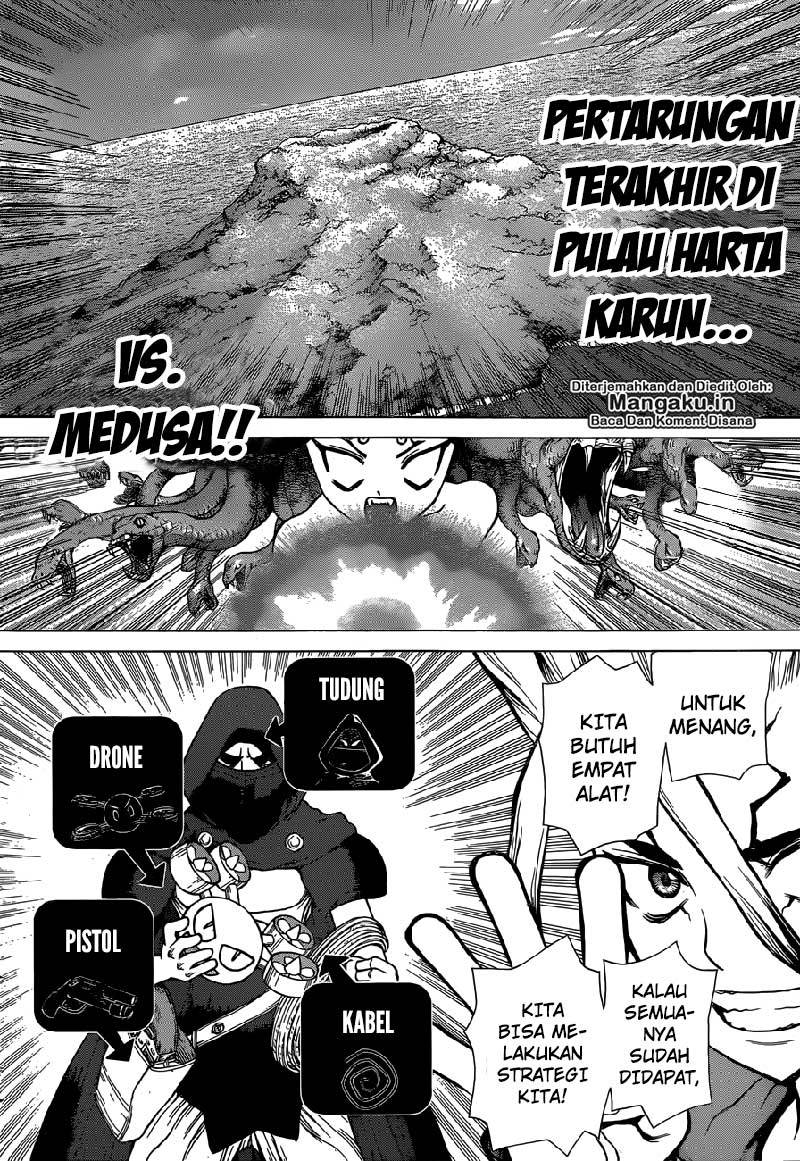 PERTARUNGAN
TERAKHIR DI
PULAU HARTA
KARUN...
VS.
MEDUSA!!
Diterjemahkan dan Diedit Oleh:
Mangaku.in
Baca Dan Koment Disana
UNTUK
MENANG,
KITA
BUTUH
EMPAT
ALAT!
TUDUNG
DRONE
PISTOL
KABEL
KALAU
SEMUA-
NYA
SUDAH
DIDAPAT,
KITA
BISA ME-
LAKUKAN
STRATEGI
KITA!